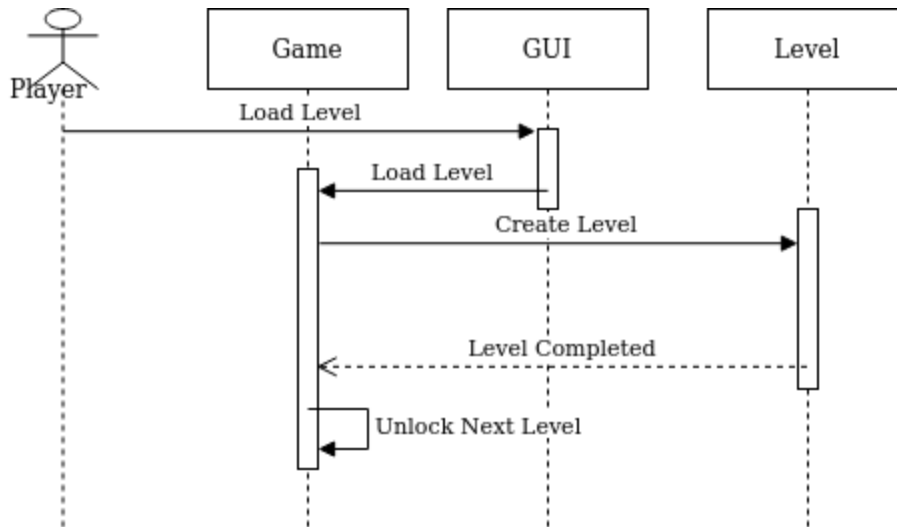 Player
Game
GUI
Level
Load Level
Load Level
Create Level
Level Completed
Unlock Next Level